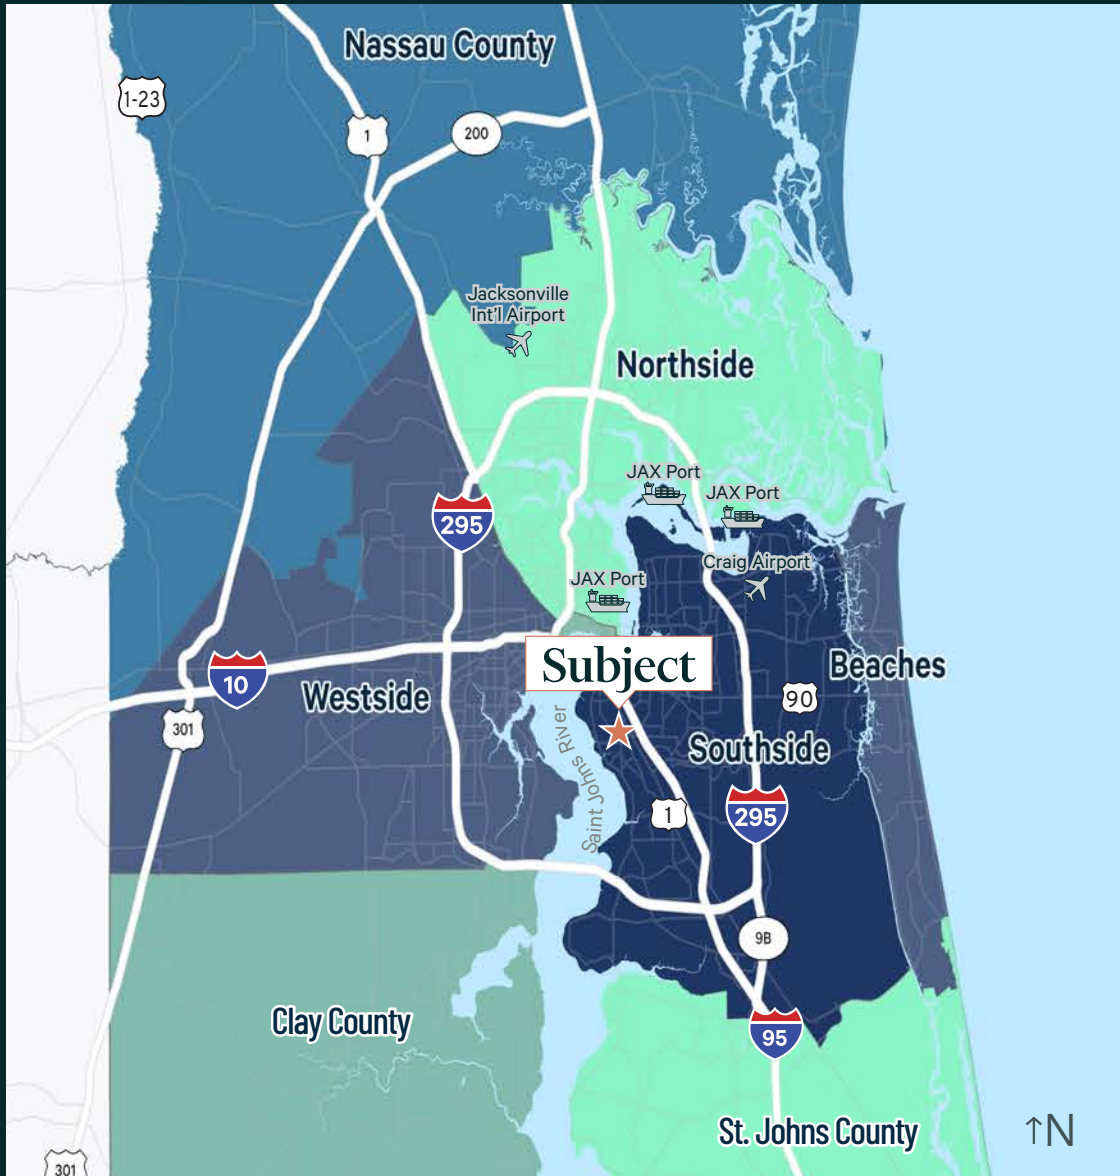 Nassau County
1-23
1
200
Jacksonville
Int'l Airport
Northside
JAX Port
JAX Port
295
Craig Airport
JAX Port
Subject
Beaches
10
Westside
90
301
Saint Johns River
Southside
1
295
9B
Clay County
95
St. Johns County
↑N
301